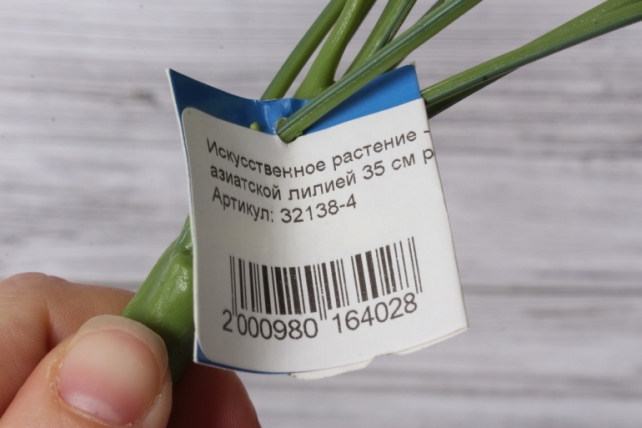 Искусственное растение -
азиатской лилией 35 см р
Артикул: 32138-4
2 000980 164028